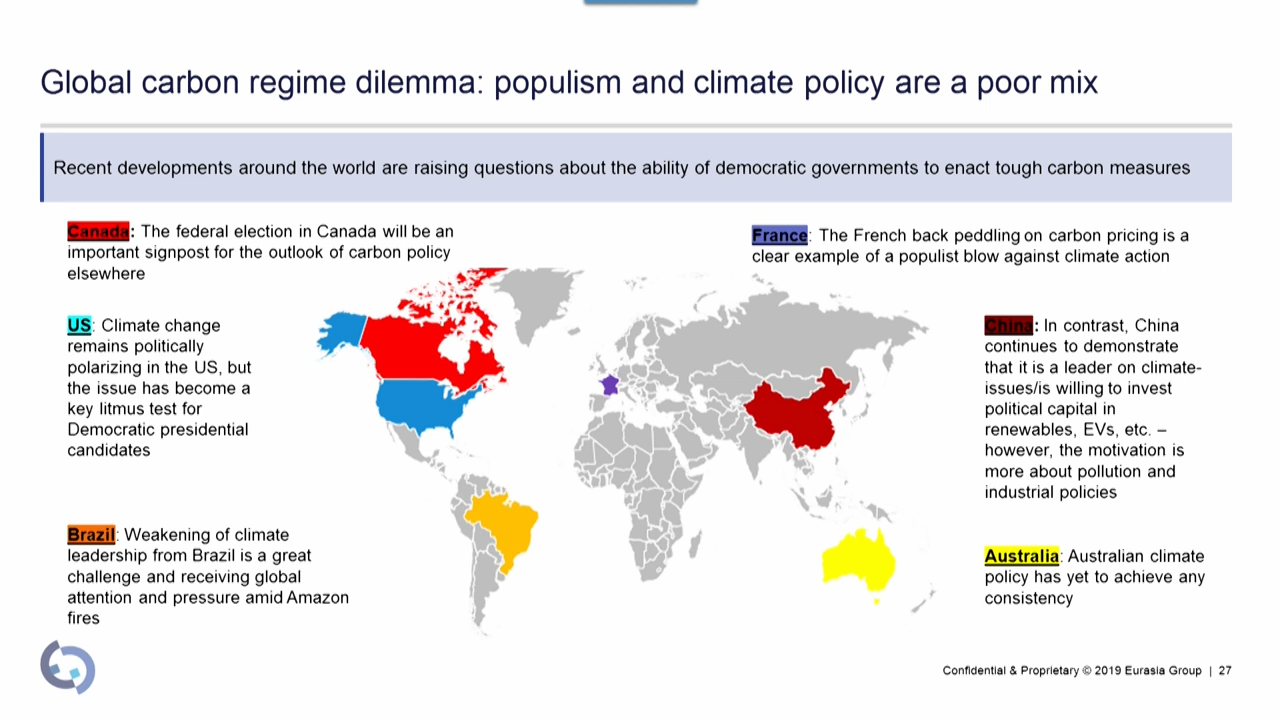 Global carbon regime dilemma: populism and climate policy are a poor mix
Recent developments around the world are raising questions about the ability of democratic governments to enact tough carbon measures
Canada: The federal election in Canada will be an
important signpost for the outlook of carbon policy
elsewhere
France: The French back peddling on carbon pricing is a
clear example of a populist blow against climate action
US: Climate change
remains politically
polarizing in the US, but
the issue has become a
key litmus test for
Democratic presidential
candidates
China: In contrast, China
continues to demonstrate
that it is a leader on climate-
issues/is willing to invest
political capital in
renewables, EVs, etc. –
however, the motivation is
more about pollution and
industrial policies
Brazil: Weakening of climate
leadership from Brazil is a great
challenge and receiving global
attention and pressure amid Amazon
fires
Australia: Australian climate
policy has yet to achieve any
consistency
Confidential & Proprietary © 2019 Eurasia Group | 27